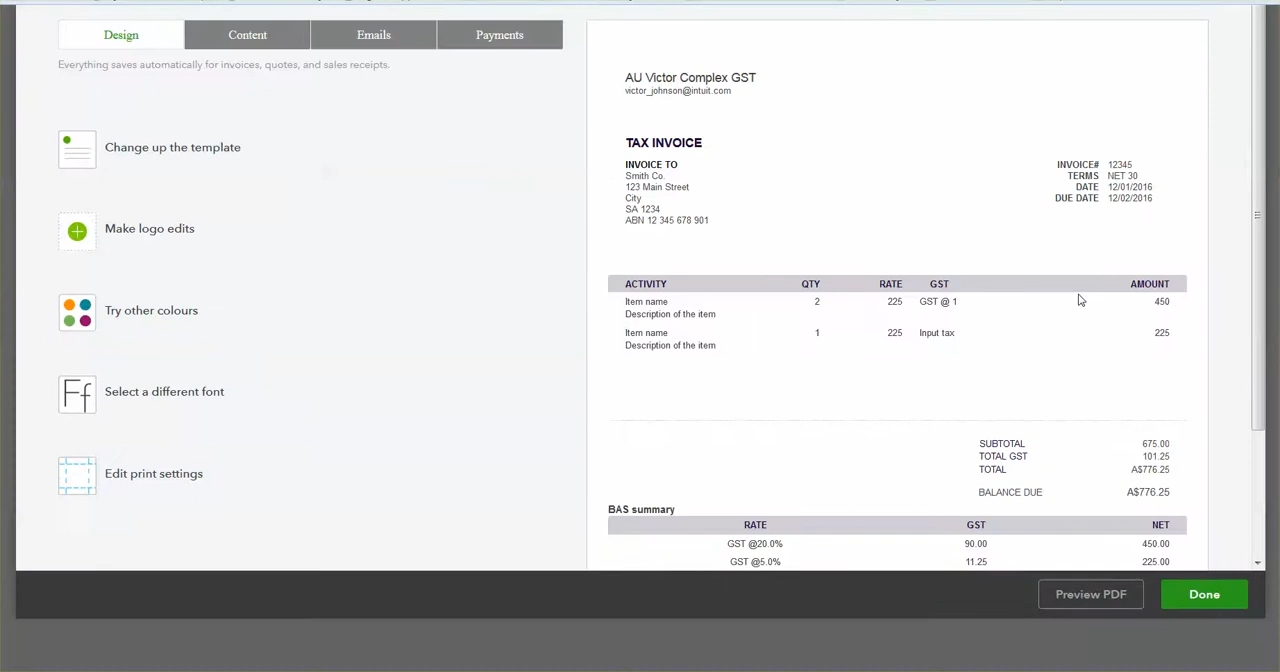 Design Content Emails Payments
Everything saves automatically for invoices, quotes, and sales receipts.
Change up the template
Make logo edits
Try other colours
Ff Select a different font
Edit print settings
AU Victor Complex GST
victor_johnson@intuit.com
TAX INVOICE
INVOICE TO
Smith Co.
123 Main Street
City
SA 1234
ABN 12 345 678 901
INVOICE# 12345
TERMS NET 30
DATE 12/01/2016
DUE DATE 12/02/2016
ACTIVITY QTY RATE GST AMOUNT
Item name 2 225 GST @ 1 450
Description of the item
Item name 1 225 Input tax 225
Description of the item
SUBTOTAL 675.00
TOTAL GST 101.25
TOTAL A$776.25
BALANCE DUE A$776.25
BAS summary
RATE GST NET
GST @20.0% 90.00 450.00
GST @5.0% 11.25 225.00
Preview PDF Done